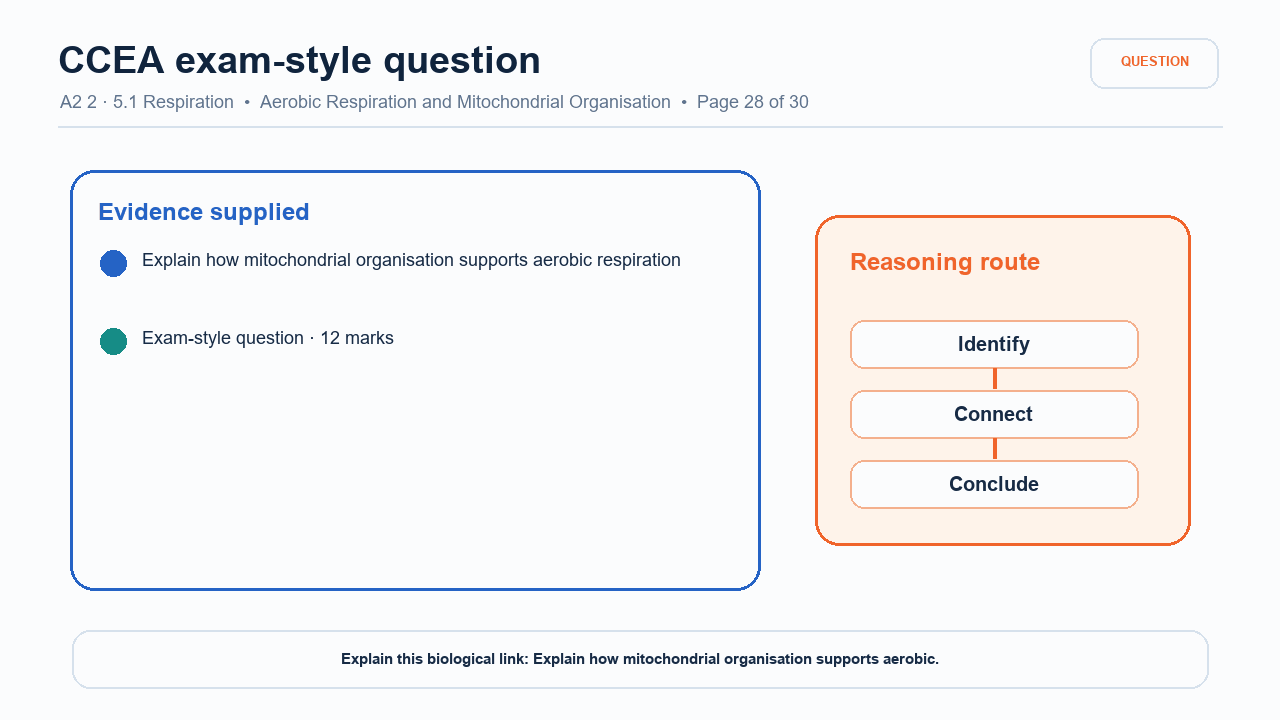 CCEA exam-style question
QUESTION
A2 2 · 5.1 Respiration • Aerobic Respiration and Mitochondrial Organisation • Page 28 of 30
Evidence supplied
Explain how mitochondrial organisation supports aerobic respiration
Exam-style question · 12 marks
Reasoning route
Identify
Connect
Conclude
Explain this biological link: Explain how mitochondrial organisation supports aerobic.